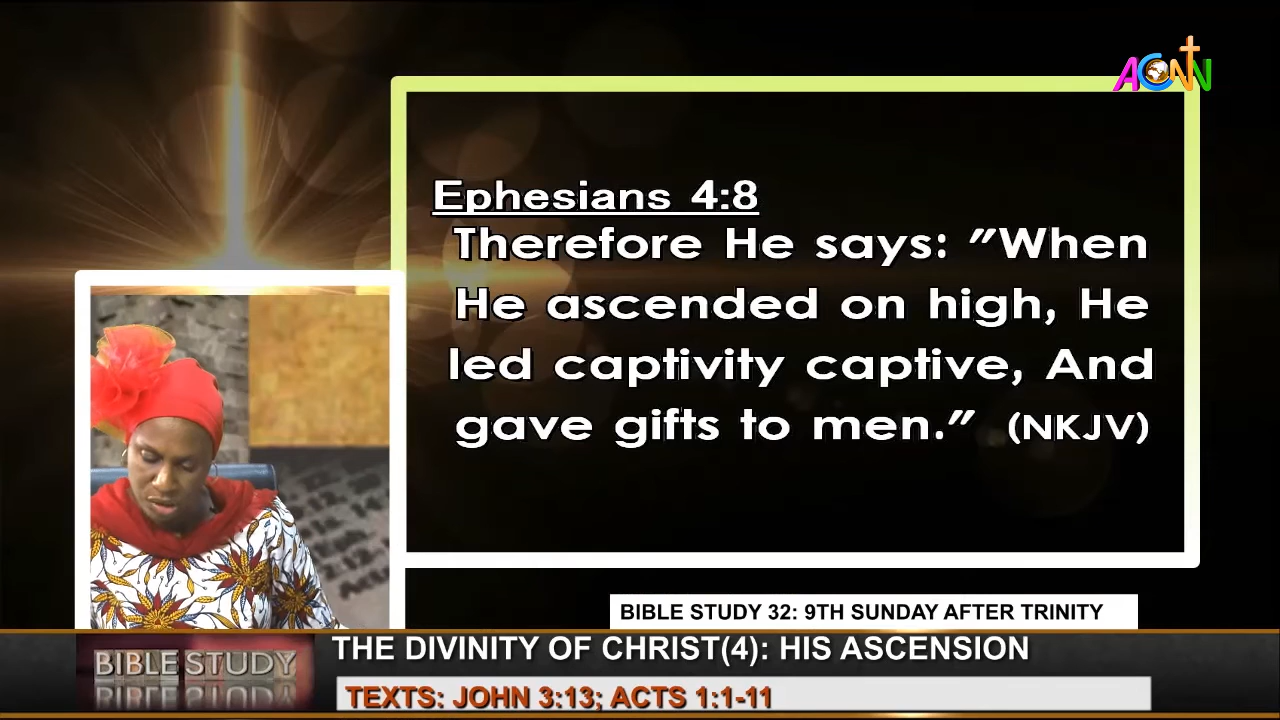 ACNN
Ephesians 4:8
Therefore He says: "When
He ascended on high, He
led captivity captive, And
gave gifts to men." (NKJV)
BIBLE STUDY 32: 9TH SUNDAY AFTER TRINITY
BIBLE STUDY
THE DIVINITY OF CHRIST(4): HIS ASCENSION
TEXTS: JOHN 3:13; ACTS 1:1-11